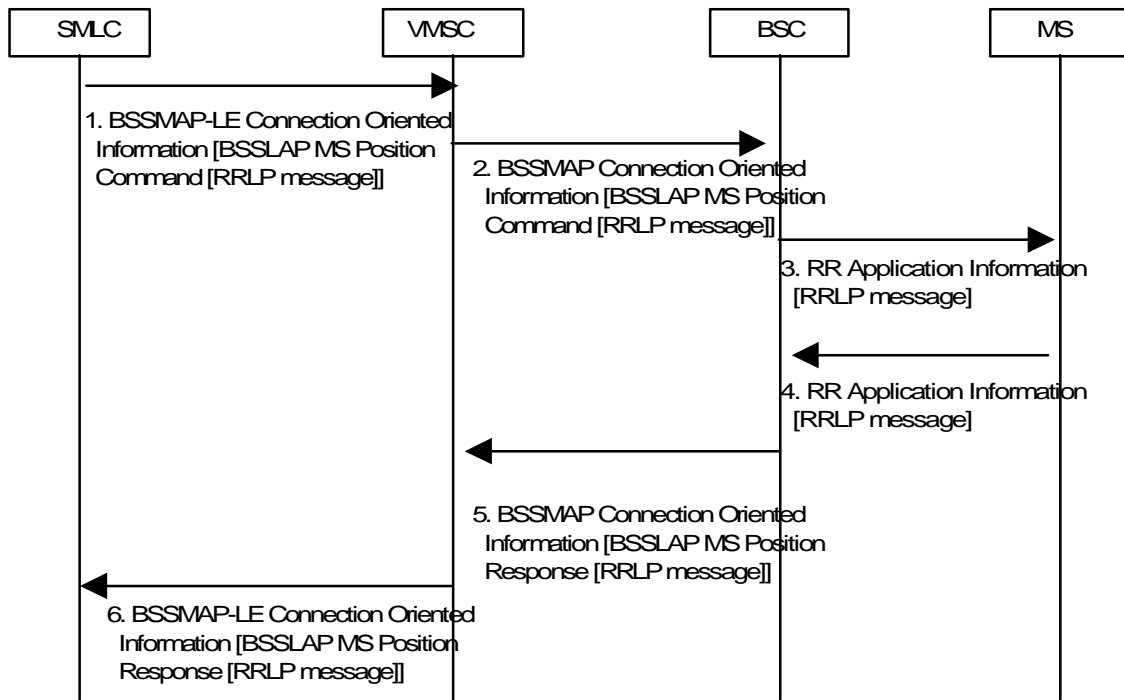 SMLC
VMSC
BSC
MS
1. BSSMAP-LE Connection Oriented
Information [BSSLAP MS Position
Command [RRLP message]]
2. BSSMAP Connection Oriented
Information [BSSLAP MS Position
Command [RRLP message]]
3. RR Application Information
[RRLP message]
4. RR Application Information
[RRLP message]
5. BSSMAP Connection Oriented
Information [BSSLAP MS Position
Response [RRLP message]]
6. BSSMAP-LE Connection Oriented
Information [BSSLAP MS Position
Response [RRLP message]]